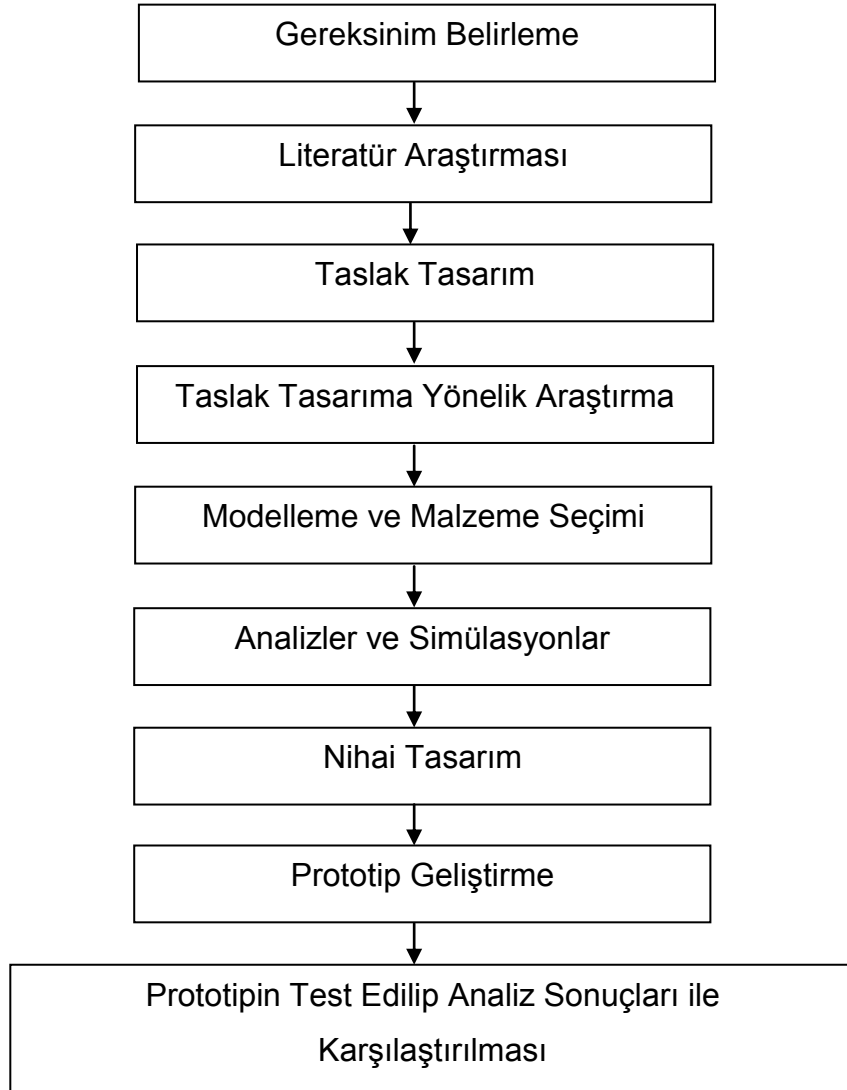 Gereksinim Belirleme
Literatür Araştırması
Taslak Tasarım
Taslak Tasarıma Yönelik Araştırma
Modelleme ve Malzeme Seçimi
Analizler ve Simülasyonlar
Nihai Tasarım
Prototip Geliştirme
Prototipin Test Edilip Analiz Sonuçları ile
Karşılaştırılması